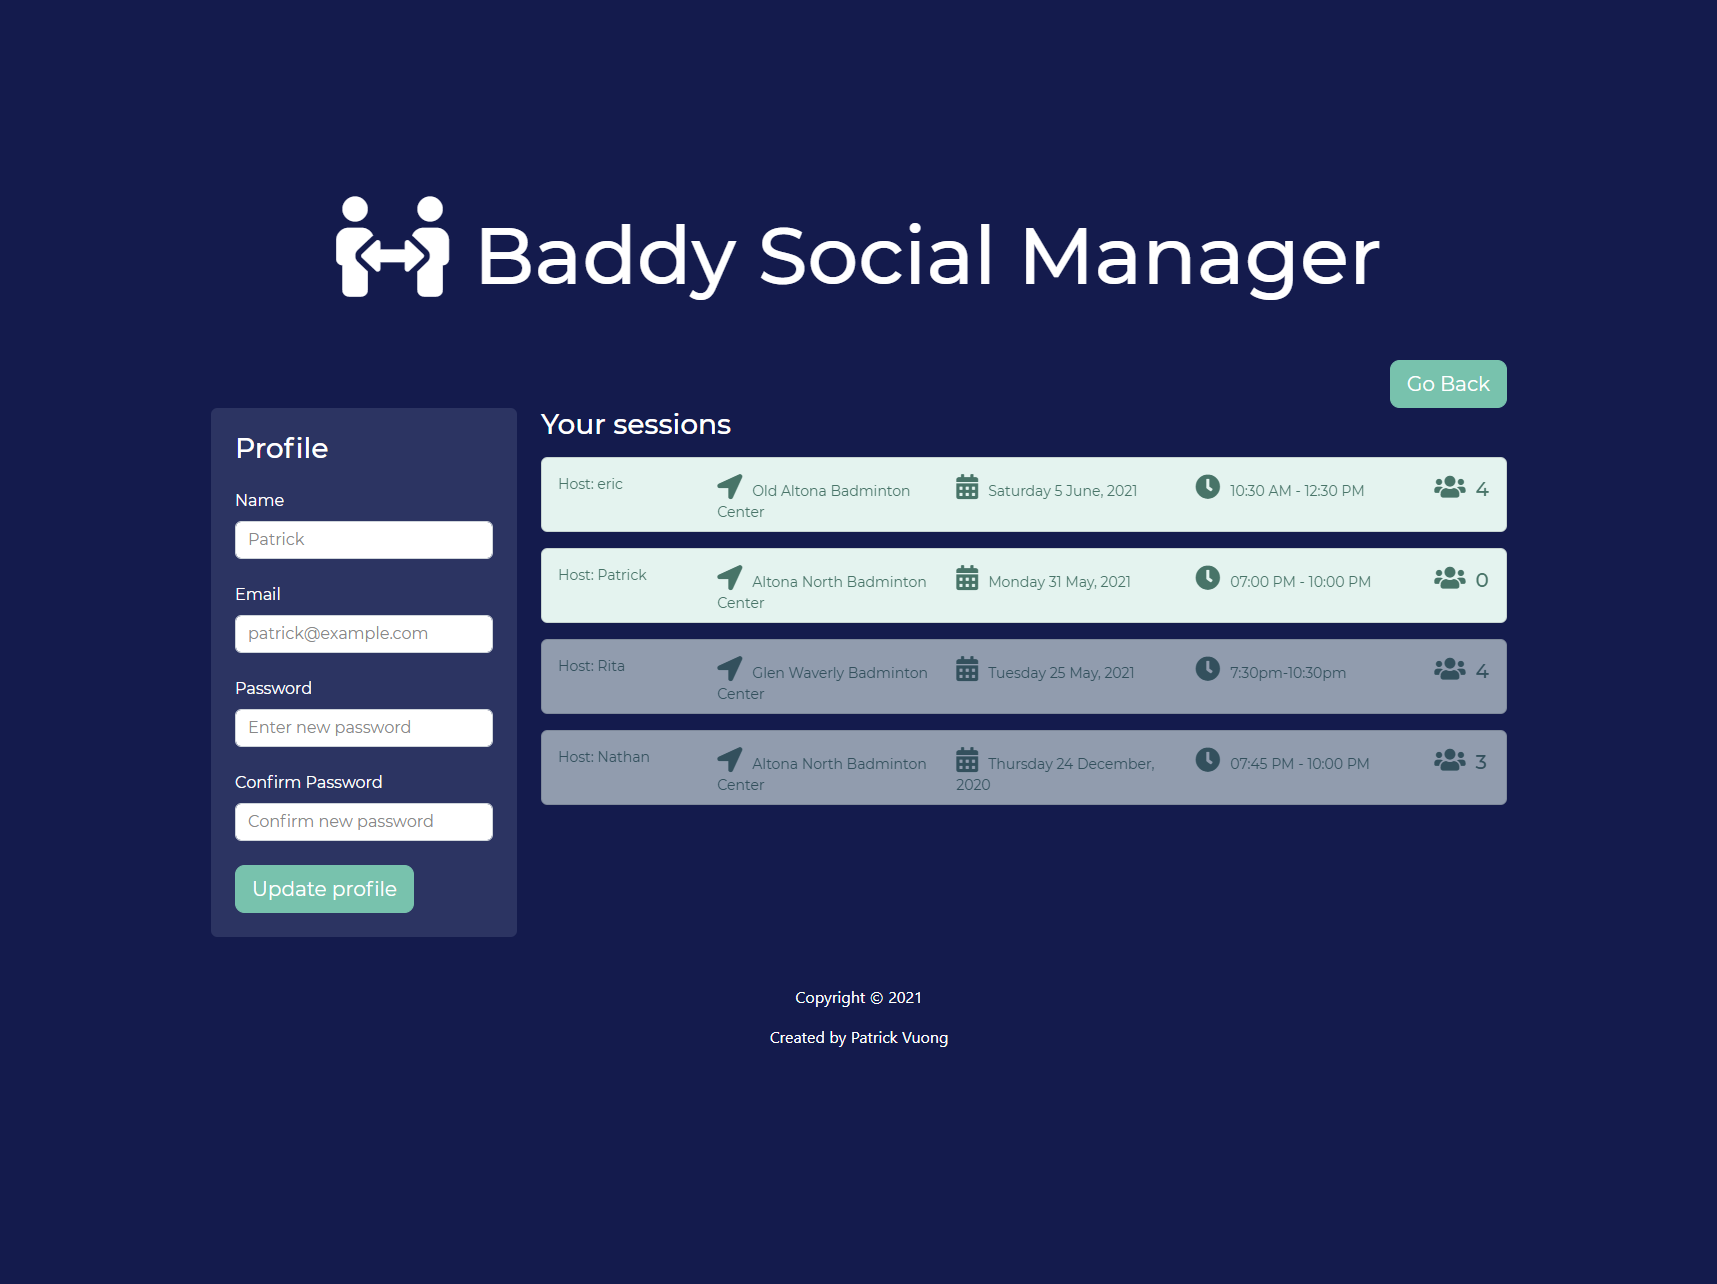 Baddy Social Manager
Go Back
Profile
Name
Patrick
Email
patrick@example.com
Password
Enter new password
Confirm Password
Confirm new password
Update profile
Your sessions
Host: eric
Old Altona Badminton
Center
Saturday 5 June, 2021
10:30 AM - 12:30 PM
4
Host: Patrick
Altona North Badminton
Center
Monday 31 May, 2021
07:00 PM - 10:00 PM
0
Host: Rita
Glen Waverly Badminton
Center
Tuesday 25 May, 2021
7:30pm-10:30pm
4
Host: Nathan
Altona North Badminton
Center
Thursday 24 December,
2020
07:45 PM - 10:00 PM
3
Copyright © 2021
Created by Patrick Vuong